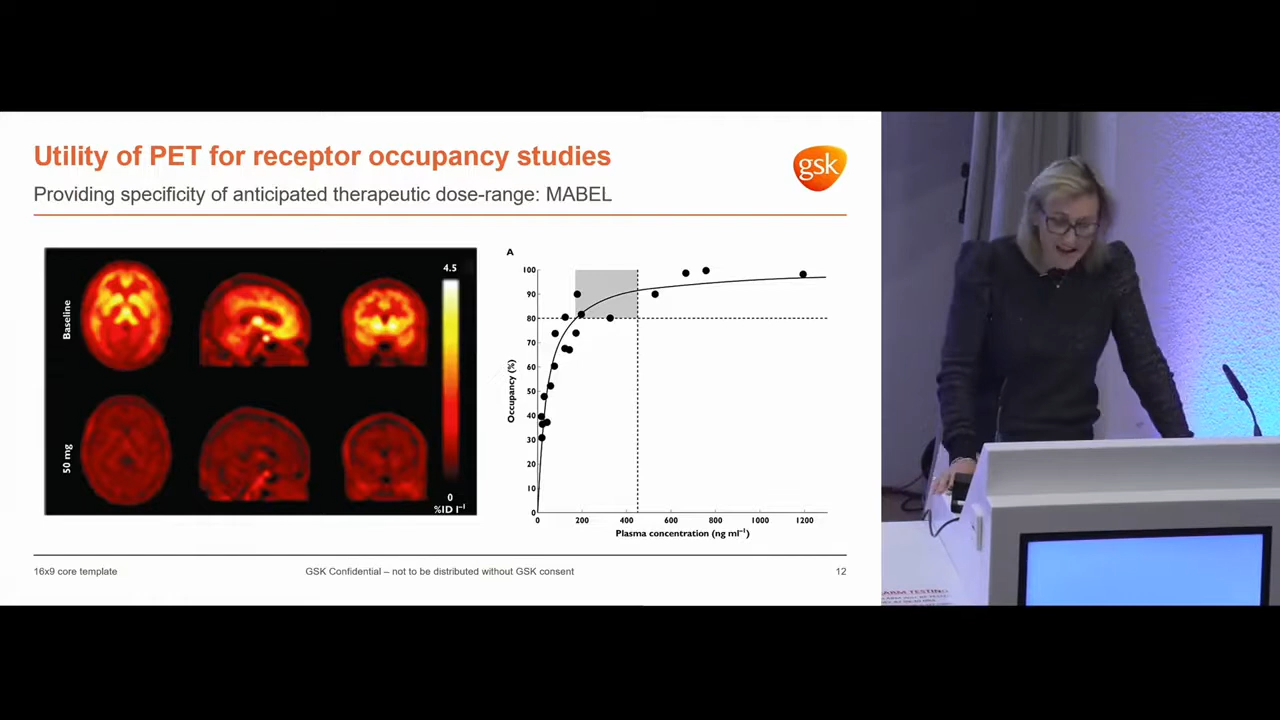 Utility of PET for receptor occupancy studies
Providing specificity of anticipated therapeutic dose-range: MABEL
gsk
Baseline
50 mg
4.5
0
%ID l⁻¹
A
Occupancy (%)
100
90
80
70
60
50
40
30
20
10
0
0 200 400 600 800 1000 1200
Plasma concentration (ng ml⁻¹)
16x9 core template
GSK Confidential – not to be distributed without GSK consent
12